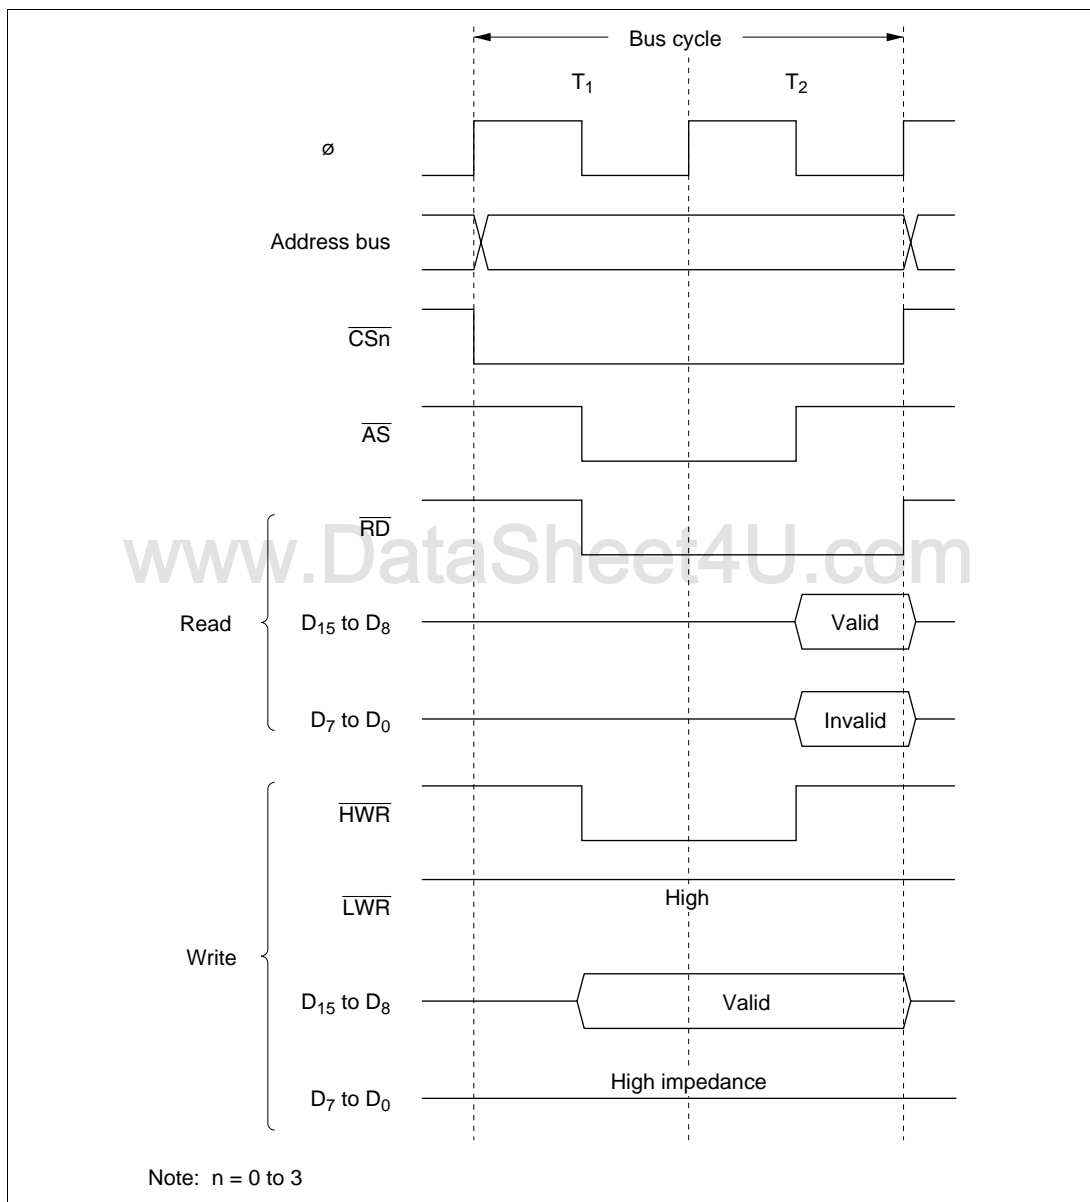 Bus cycle
T1 T2
ø
Address bus
CSn
AS
RD
www.DataSheet4U.com
Read
D15 to D8 Valid
D7 to D0 Invalid
HWR
High
LWR
Write
D15 to D8 Valid
High impedance
D7 to D0
Note: n = 0 to 3